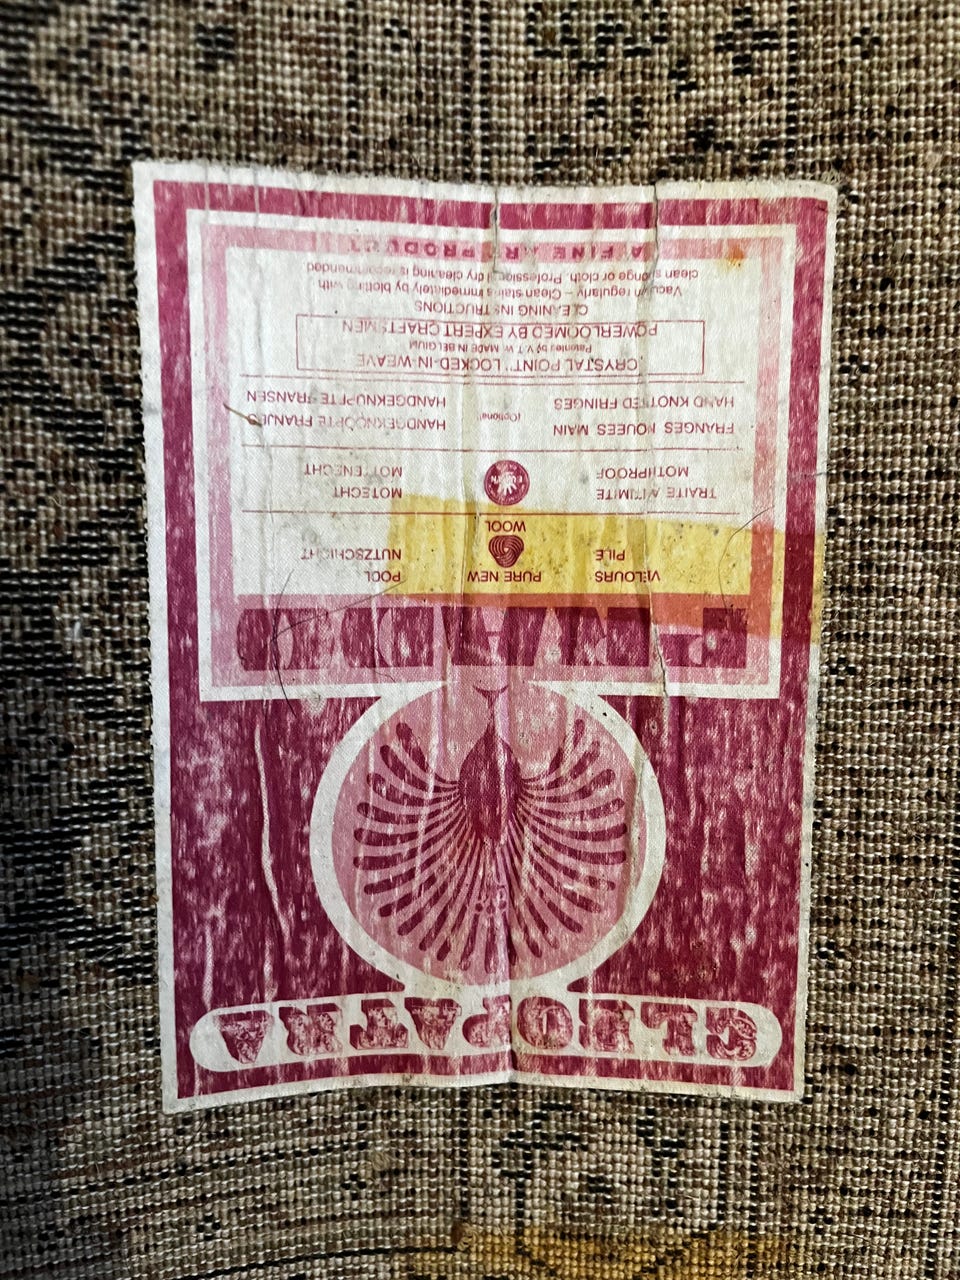 CLEOPATRA
VELOURS PURE NEW POOL
PILE WOOL NUTZSCHICHT
TRAITE MOTECHT
MOTHPROOF MOTTENECHT
FRANGES NOUEES MAIN (Optional) HANDGEKNÖÖPTE FRANJES
HAND KNOTTED FRINGES HANDGEKNÜPFTE FRANSEN
"CRYSTAL POINT" LOCKED-IN-WEAVE
Patented by V.T.W. MADE IN BELGIUM
POWERLOOMED BY EXPERT CRAFTSMEN
CLEANING INSTRUCTIONS
Vacuum regularly – Clean stains immediately by blotting with
clean sponge or cloth. Professional dry cleaning is recommended
A FINE PRODUCT